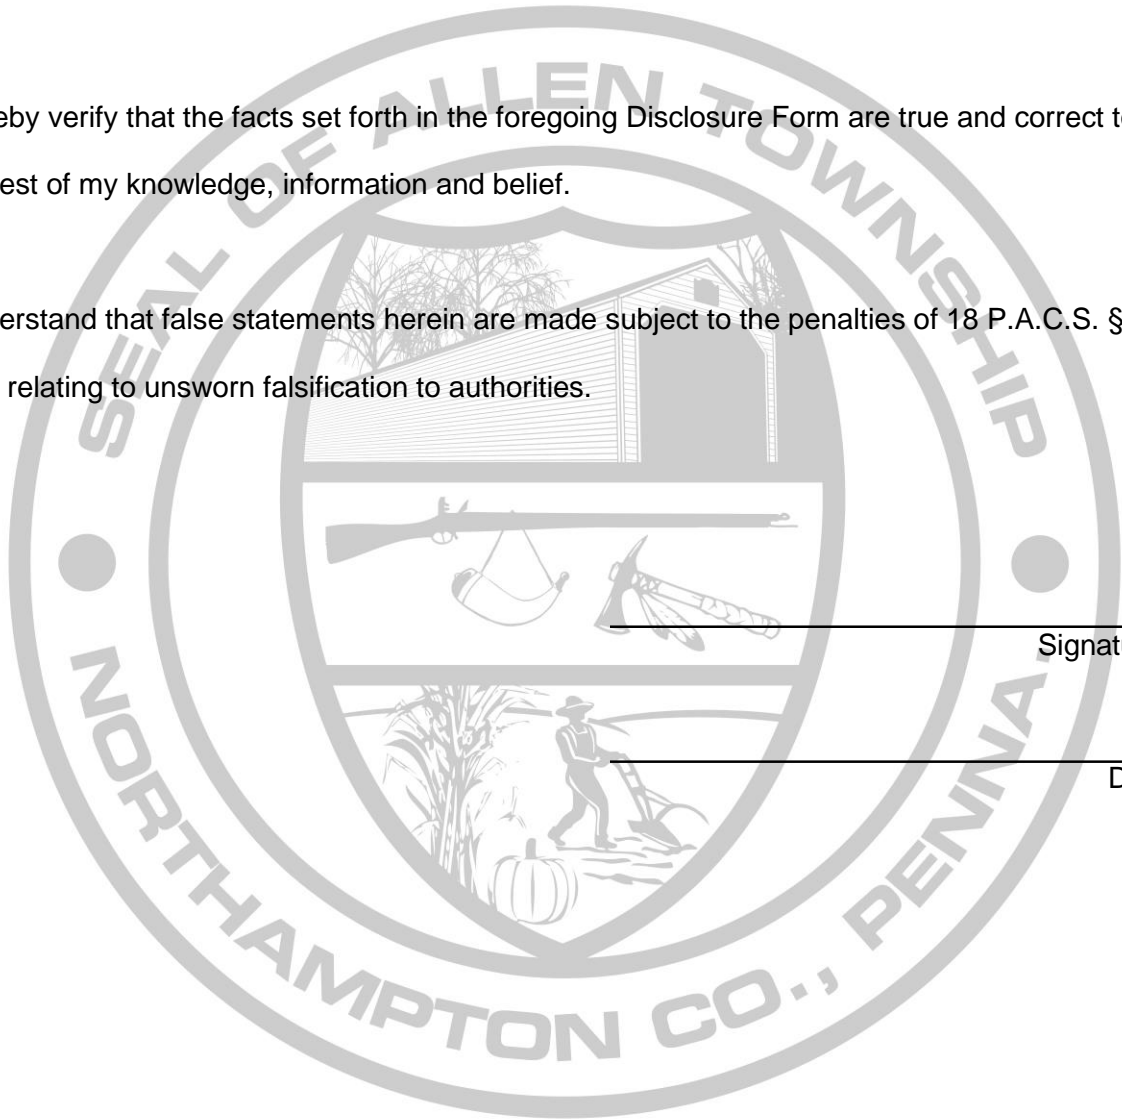 eby verify that the facts set forth in the foregoing Disclosure Form are true and correct t
est of my knowledge, information and belief.
erstand that false statements herein are made subject to the penalties of 18 P.A.C.S. §
relating to unsworn falsification to authorities.
Signat
D
SEAL OF ALLEN TOWNSHIP
NORTHAMPTON CO., PENNA.